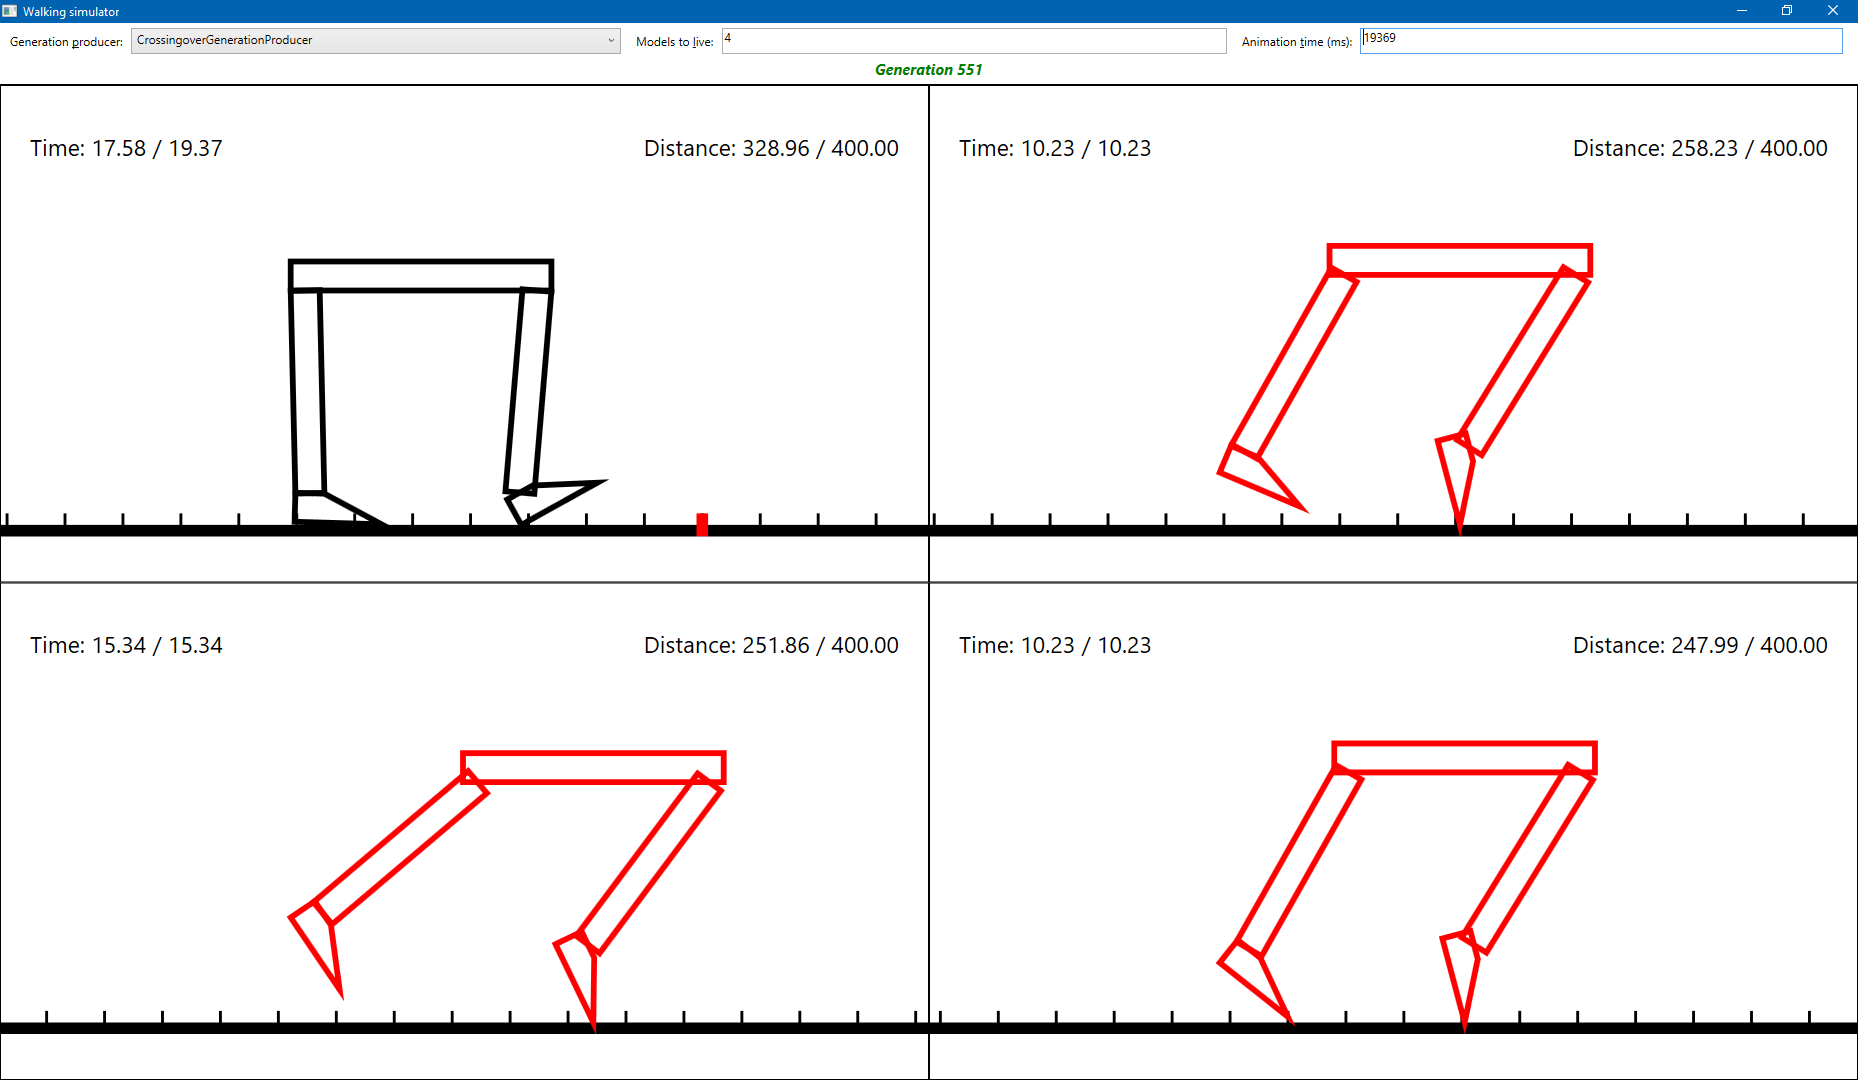 Walking simulator
Generation producer: CrossingoverGenerationProducer Models to live: 4 Animation time (ms): 19369
Generation 551
Time: 17.58 / 19.37 Distance: 328.96 / 400.00
Time: 10.23 / 10.23 Distance: 258.23 / 400.00
Time: 15.34 / 15.34 Distance: 251.86 / 400.00
Time: 10.23 / 10.23 Distance: 247.99 / 400.00